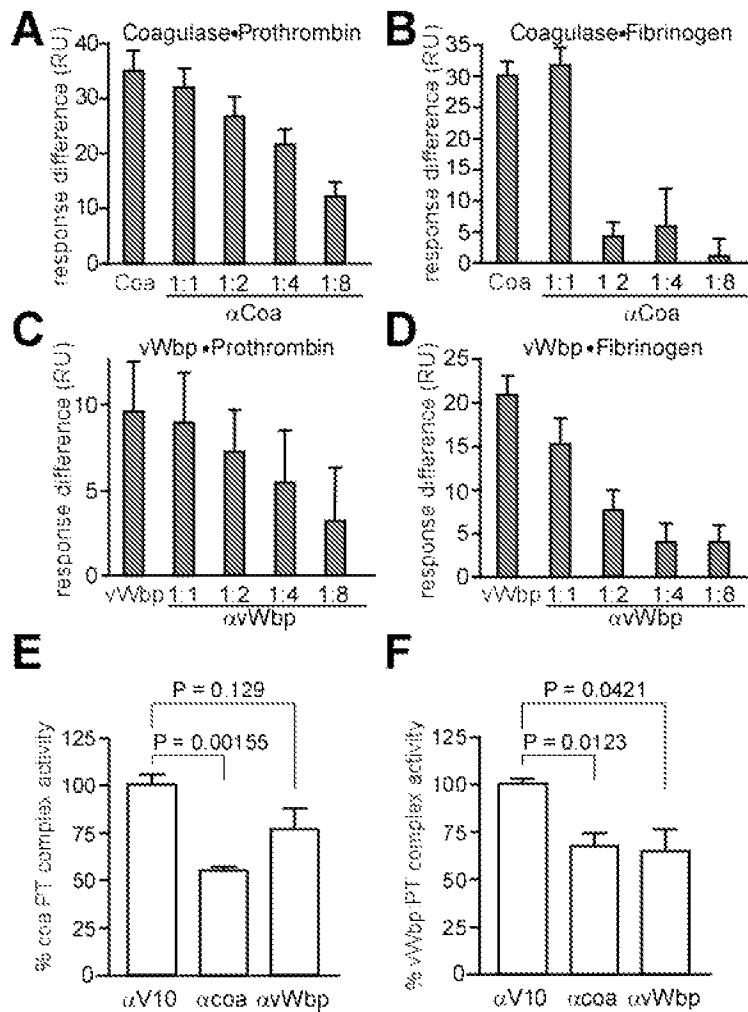 A
Coagulase•Prothrombin
response difference (RU)
40
30
20
10
0
Coa 1:1 1:2 1:4 1:8
αCoa
B
Coagulase•Fibrinogen
response difference (RU)
35
30
25
20
15
10
5
0
Coa 1:1 1 2 1:4 1:8
αCoa
C
vWbp•Prothrombin
response difference (RU)
10
5
0
vWbp 1:1 1:2 1:4 1:8
αvWbp
D
vWbp•Fibrinogen
response difference (RU)
25
20
15
10
5
0
vWbp 1:1 1:2 1:4 1:8
αvWbp
E
P = 0.129
P = 0.00155
% coa PT complex activity
125
100
75
50
25
0
αV10 αcoa αvWbp
F
P = 0.0421
P = 0.0123
% vWbp:PT complex activity
125
100
75
50
25
0
αV10 αcoa αvWbp